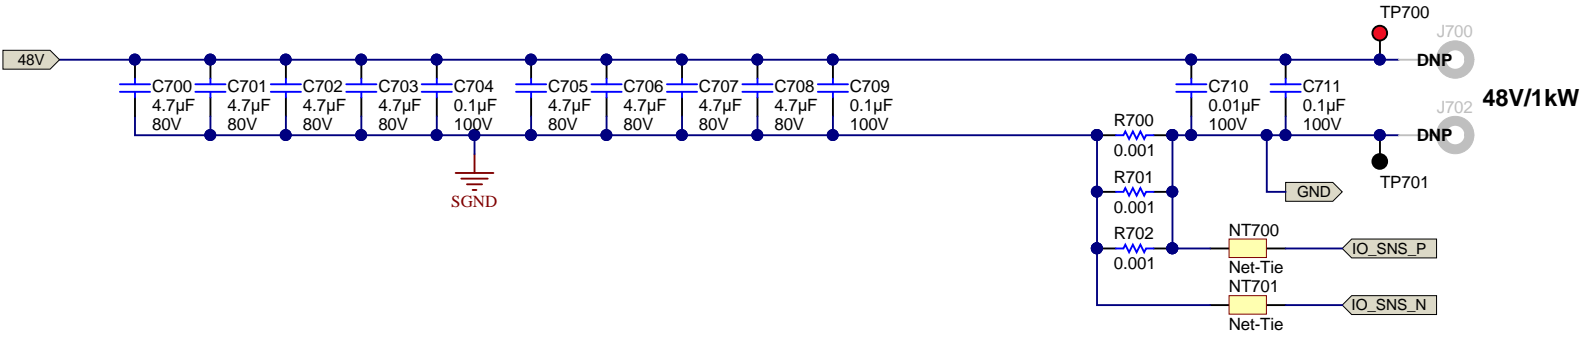 TP700
J700
48V
DNP
C700
4.7µF
80V
C701
4.7µF
80V
C702
4.7µF
80V
C703
4.7µF
80V
C704
0.1µF
100V
C705
4.7µF
80V
C706
4.7µF
80V
C707
4.7µF
80V
C708
4.7µF
80V
C709
0.1µF
100V
C710
0.01µF
100V
C711
0.1µF
100V
48V/1kW
J702
DNP
R700
0.001
TP701
R701
0.001
GND
SGND
R702
0.001
NT700
Net-Tie
IO_SNS_P
NT701
Net-Tie
IO_SNS_N